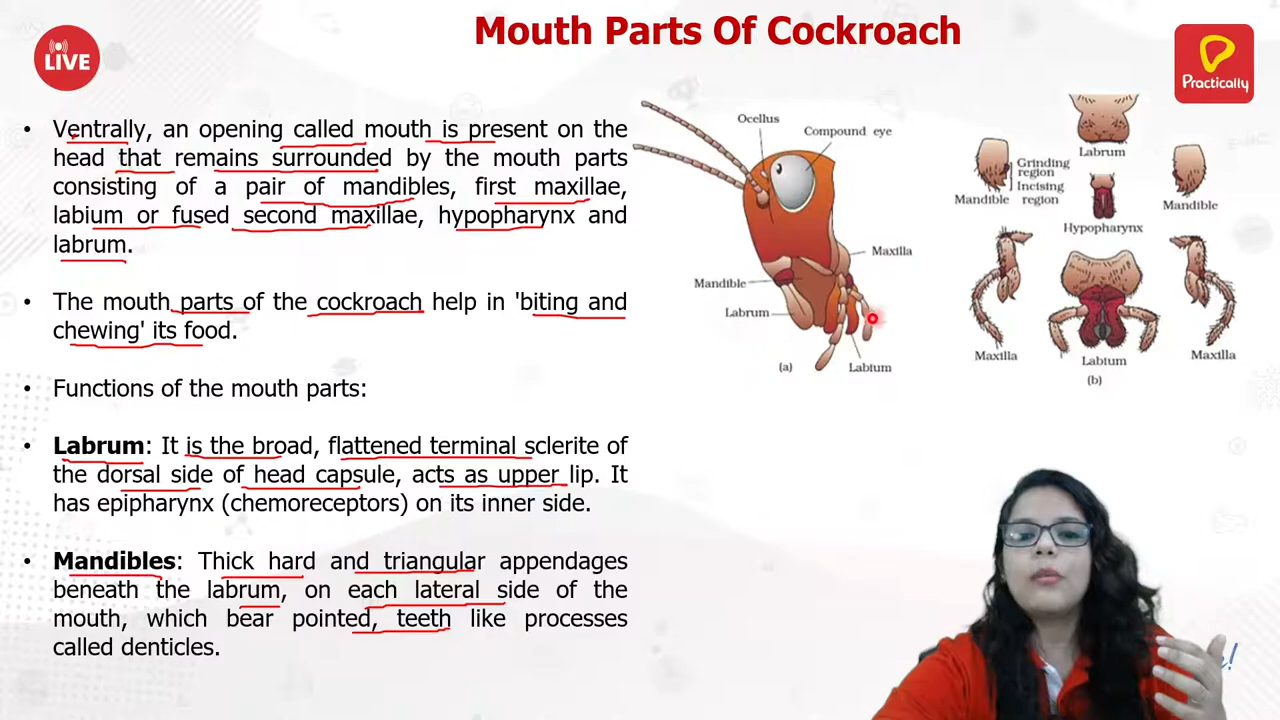 Mouth Parts Of Cockroach
LIVE
Practically
• Ventrally, an opening called mouth is present on the
head that remains surrounded by the mouth parts
consisting of a pair of mandibles, first maxillae,
labium or fused second maxillae, hypopharynx and
labrum.
• The mouth parts of the cockroach help in 'biting and
chewing' its food.
• Functions of the mouth parts:
• Labrum: It is the broad, flattened terminal sclerite of
the dorsal side of head capsule, acts as upper lip. It
has epipharynx (chemoreceptors) on its inner side.
• Mandibles: Thick hard and triangular appendages
beneath the labrum, on each lateral side of the
mouth, which bear pointed, teeth like processes
called denticles.
Ocellus
Compound eye
Maxilla
Mandible
Labrum
Labium
(a)
Labrum
Grinding
region
Incising
region
Mandible
Mandible
Hypopharynx
Maxilla
Labium
Maxilla
(b)